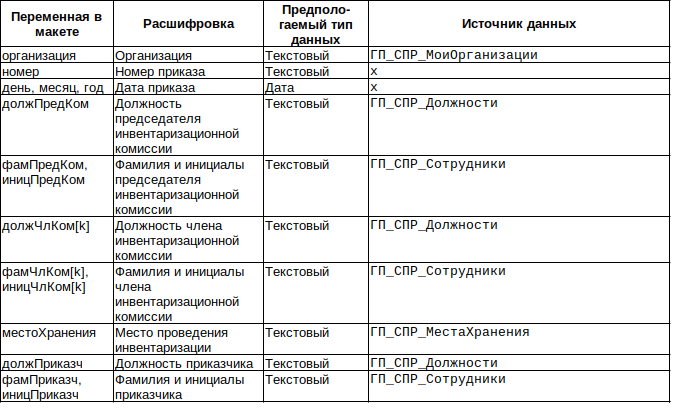 Переменная в макете Расшифровка Предполо-гаемый тип данных Источник данных
организация Организация Текстовый ГП_СПР_МоиОрганизации
номер Номер приказа Текстовый x
день, месяц, год Дата приказа Дата x
должПредКом Должность Текстовый ГП_СПР_Должности
председателя
инвентаризационной
комиссии
фамПредКом, Фамилия и инициалы Текстовый ГП_СПР_Сотрудники
иницПредКом председателя
инвентаризационной
комиссии
должЧлКом[k] Должность члена Текстовый ГП_СПР_Должности
инвентаризационной
комиссии
фамЧлКом[k], Фамилия и инициалы Текстовый ГП_СПР_Сотрудники
иницЧлКом[k] члена
инвентаризационной
комиссии
местоХранения Место проведения Текстовый ГП_СПР_МестаХранения
инвентаризации
должПриказч Должность приказчика Текстовый ГП_СПР_Должности
фамПриказч, Фамилия и инициалы Текстовый ГП_СПР_Сотрудники
иницПриказч приказчика